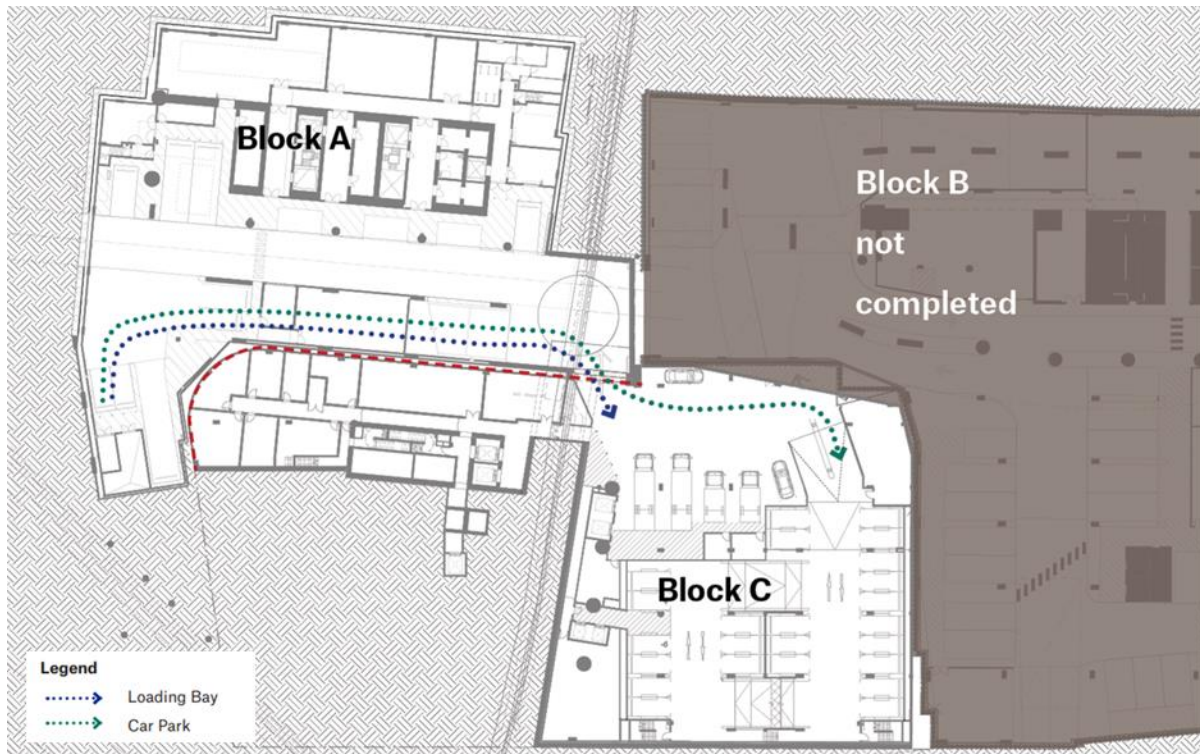 Block A
Block B
not
completed
Block C
Legend
Loading Bay
Car Park